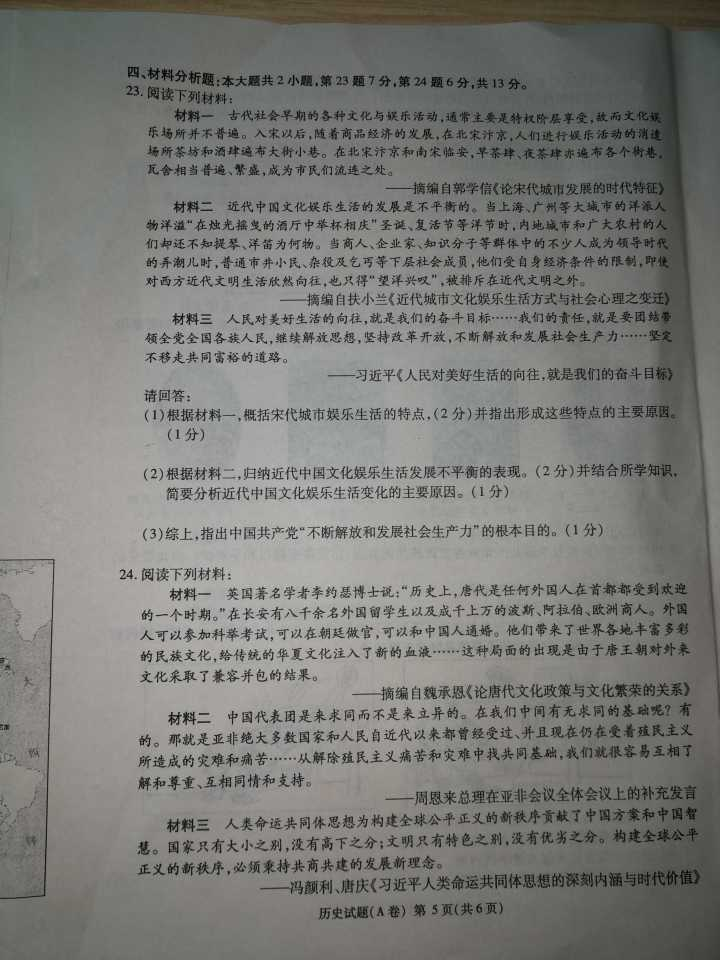 四、材料分析题:本大题共 2 小题,第 23 题 7 分,第 24 题 6 分,共 13 分。
23. 阅读下列材料:
材料一 古代社会早期的各种文化与娱乐活动,通常主要是特权阶层享受,故而文化娱
乐场所并不普遍。入宋以后,随着商品经济的发展,在北宋汴京,人们进行娱乐活动的消遣
场所茶坊和酒肆遍布大街小巷。在北宋汴京和南宋临安,早茶肆、夜茶肆亦遍布各个街巷,
瓦舍相当普遍、繁盛,成为市民们流连之处。
——摘编自郭学信《论宋代城市发展的时代特征》
材料二 近代中国文化娱乐生活的发展是不平衡的。当上海、广州等大城市的洋派人
物洋溢“在烛光摇曳的酒厅中举杯相庆”圣诞、复活节等洋节时,内地城市和广大农村的人
们却还不知提琴、洋笛为何物。当商人、企业家、知识分子等群体中的不少人成为领导时代
的弄潮儿时,普通市井小民、杂役及乞丐等下层社会成员,他们受自身经济条件的限制,即使
对西方近代文明生活欣然向往,也只得“望洋兴叹”,被排斥在近代文明之外。
——摘编自扶小兰《近代城市文化娱乐生活方式与社会心理之变迁》
材料三 人民对美好生活的向往,就是我们的奋斗目标……我们的责任,就是要团结带
领全党全国各族人民,继续解放思想,坚持改革开放,不断解放和发展社会生产力……坚定
不移走共同富裕的道路。
——习近平《人民对美好生活的向往,就是我们的奋斗目标》
请回答:
(1)根据材料一,概括宋代城市娱乐生活的特点,(2 分)并指出形成这些特点的主要原因。
(1 分)
(2)根据材料二,归纳近代中国文化娱乐生活发展不平衡的表现。(2 分)并结合所学知识,
简要分析近代中国文化娱乐生活变化的主要原因。(1 分)
(3)综上,指出中国共产党“不断解放和发展社会生产力”的根本目的。(1 分)
24. 阅读下列材料:
材料一 英国著名学者李约瑟博士说:“历史上,唐代是任何外国人在首都都受到欢迎
的一个时期。”在长安有八千余名外国留学生以及成千上万的波斯、阿拉伯、欧洲商人。外国
人可以参加科举考试,可以在朝廷做官,可以和中国人通婚。他们带来了世界各地丰富多彩
的民族文化,给传统的华夏文化注入了新的血液……这种局面的出现是由于唐王朝对外来
文化采取了兼容并包的结果。
——摘编自魏承恩《论唐代文化政策与文化繁荣的关系》
材料二 中国代表团是来求同而不是来立异的。在我们中间有无求同的基础呢?有
的。那就是亚非绝大多数国家和人民自近代以来都曾经受过、并且现在仍在受着殖民主义
所造成的灾难和痛苦……从解除殖民主义痛苦和灾难中找共同基础,我们就很容易互相了
解和尊重、互相同情和支持。
——周恩来总理在亚非会议全体会议上的补充发言
材料三 人类命运共同体思想为构建全球公平正义的新秩序贡献了中国方案和中国智
慧。国家只有大小之别,没有高下之分;文明只有特色之别,没有优劣之分。构建全球公平
正义的新秩序,必须秉持共商共建的发展新理念。
——冯颜利、唐庆《习近平人类命运共同体思想的深刻内涵与时代价值》
历史试题(A 卷) 第 5 页(共 6 页)